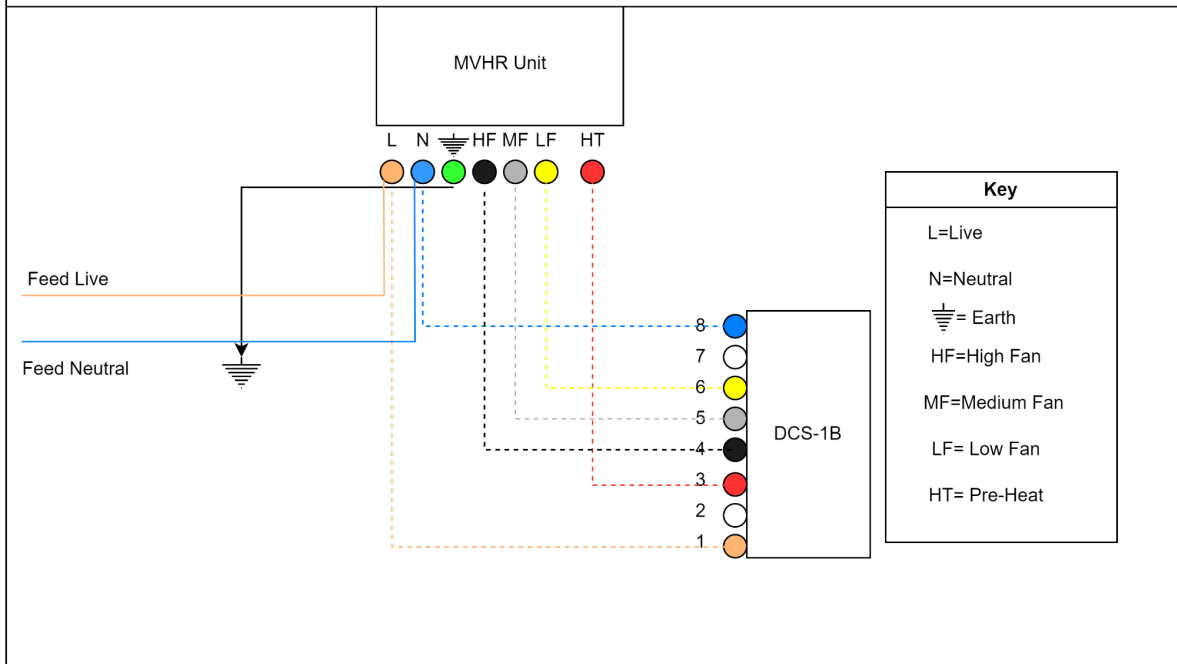 MVHR Unit
L N HF MF LF HT
Key
L=Live
N=Neutral
= Earth
HF=High Fan
MF=Medium Fan
LF= Low Fan
HT= Pre-Heat
Feed Live
Feed Neutral
8
7
6
5
4
3
2
1
DCS-1B